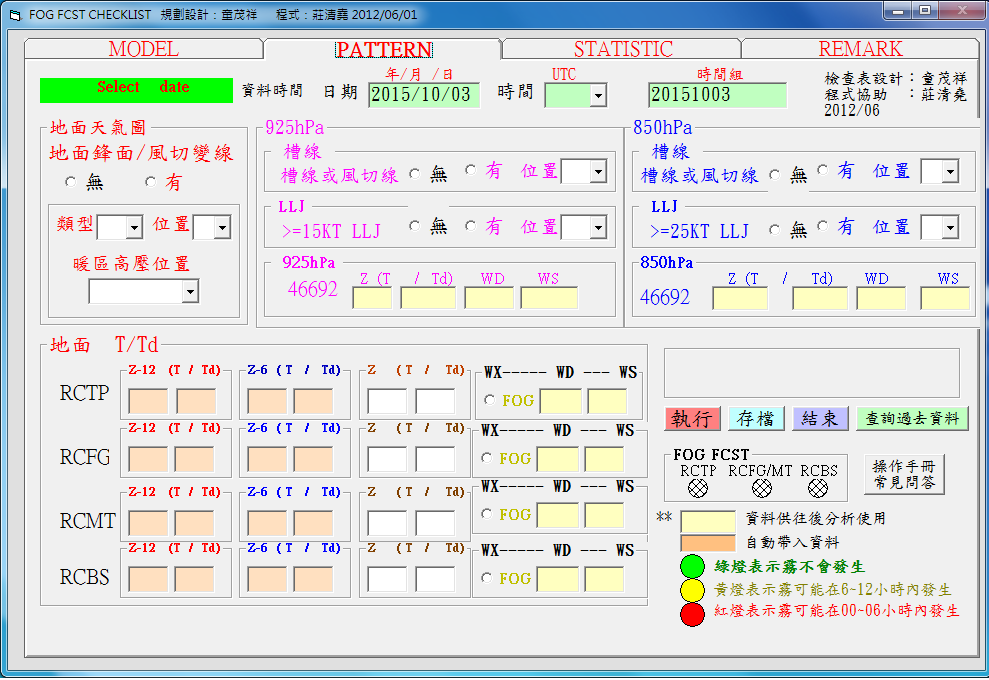 FOG FCST CHECKLIST 規劃設計：童茂祥 程式：莊清堯 2012/06/01
MODEL PATTERN STATISTIC REMARK
Select date
資料時間 日期 年/月 /日 2015/10/03 時間 UTC 時間組 20151003
檢查表設計：童茂祥
程式協助 ：莊清堯
2012/06
地面天氣圖
地面鋒面/風切變線
無 有
類型 位置
暖區高壓位置
925hPa
槽線
槽線或風切線 無 有 位置
LLJ
>=15KT LLJ 無 有 位置
925hPa
46692 Z (T / Td) WD WS
850hPa
槽線
槽線或風切線 無 有 位置
LLJ
>=25KT LLJ 無 有 位置
850hPa
46692 Z (T / Td) WD WS
地面 T/Td
Z-12 (T / Td) Z-6 ( T / Td) Z ( T / Td) WX----- WD --- WS
RCTP FOG
Z-12 (T / Td) Z-6 ( T / Td) Z ( T / Td) WX----- WD --- WS
RCFG FOG
Z-12 (T / Td) Z-6 ( T / Td) Z ( T / Td) WX----- WD --- WS
RCMT FOG
Z-12 (T / Td) Z-6 ( T / Td) Z ( T / Td) WX----- WD --- WS
RCBS FOG
執行 存檔 結束 查詢過去資料
FOG FCST
RCTP RCFG/MT RCBS
操作手冊
常見問答
** 資料供往後分析使用
自動帶入資料
綠燈表示霧不會發生
黃燈表示霧可能在6~12小時內發生
紅燈表示霧可能在00~06小時內發生